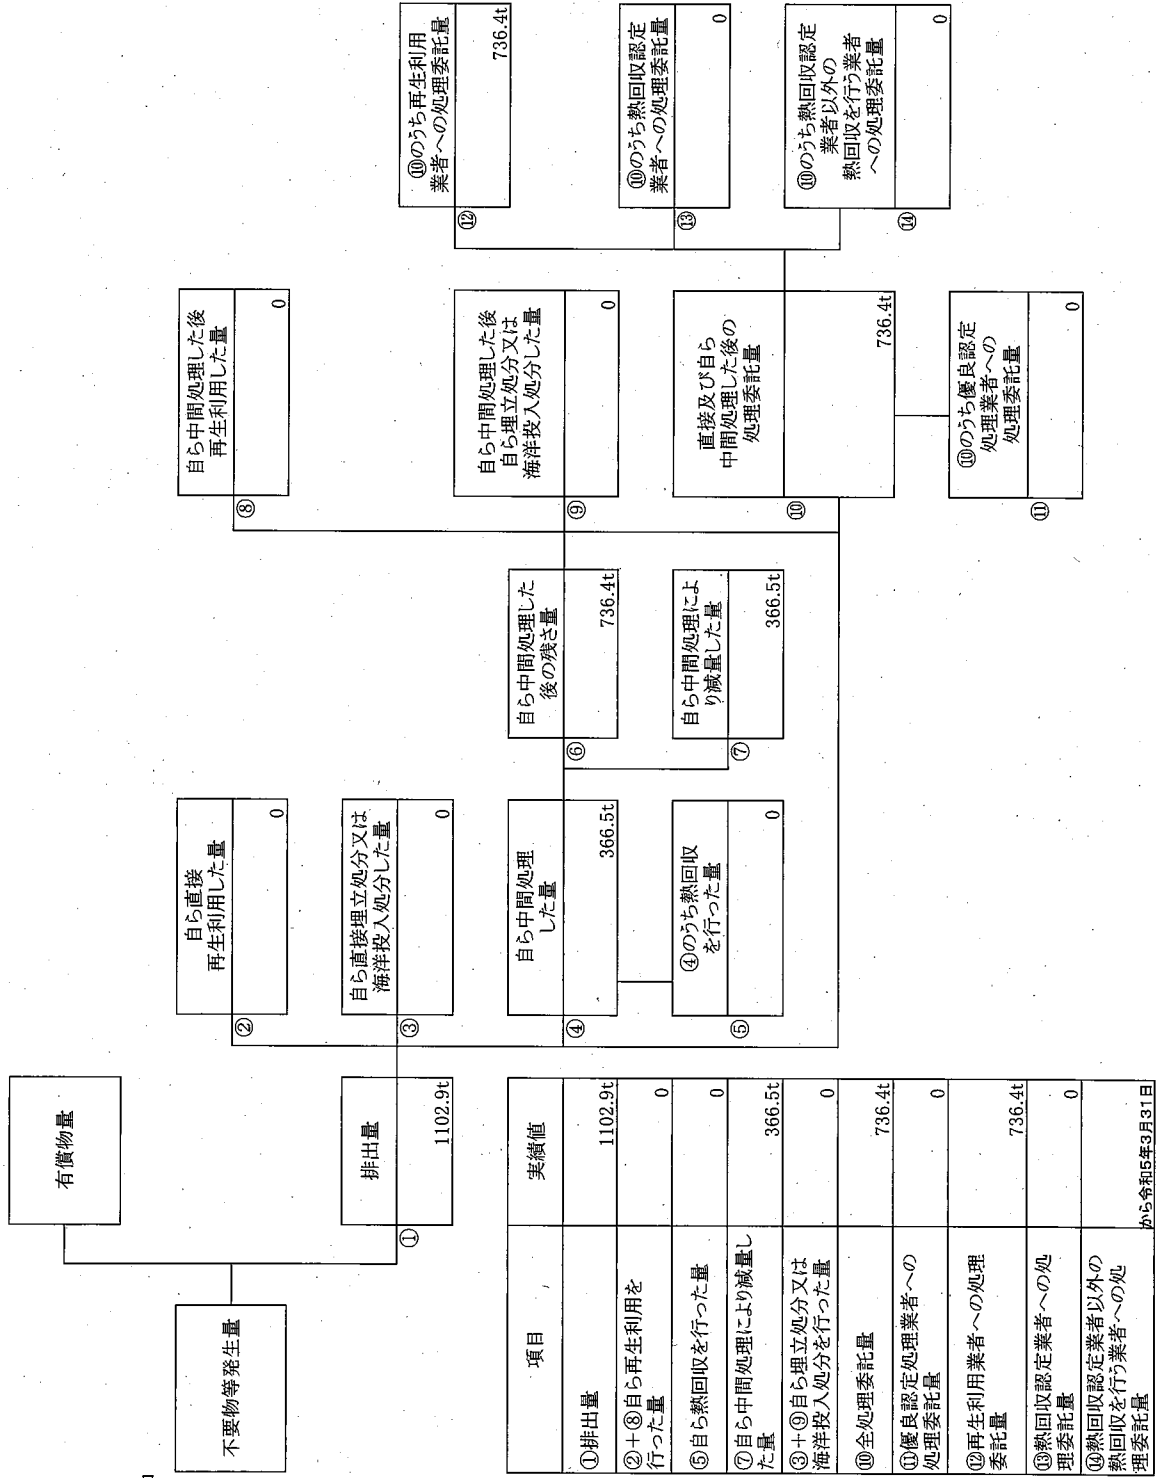 不要物等発生量
有償物量
排出量
①
1102.9t
自ら直接
再生利用した量
②
0
自ら直接埋立処分又は
海洋投入処分した量
③
0
自ら中間処理
した量
④
366.5t
④のうち熱回収
を行った量
⑤
0
自ら中間処理した
後の残さ量
⑥
736.4t
自ら中間処理によ
り減量した量
⑦
366.5t
自ら中間処理した後
再生利用した量
⑧
0
自ら中間処理した後
自ら埋立処分又は
海洋投入処分した量
⑨
0
直接及び自ら
中間処理した後の
処理委託量
⑩
736.4t
⑩のうち優良認定
処理業者への
処理委託量
⑪
0
⑩のうち再生利用
業者への処理委託量
⑫
736.4t
⑩のうち熱回収認定
業者への処理委託量
⑬
0
⑩のうち熱回収認定
業者以外の
熱回収を行う業者
への処理委託量
⑭
0
項目 実績値
①排出量 1102.9t
②+⑧自ら再生利用を
行った量 0
⑤自ら熱回収を行った量 0
⑦自ら中間処理により減量し
た量 366.5t
③+⑨自ら埋立処分又は
海洋投入処分を行った量 0
⑩全処理委託量 736.4t
⑪優良認定処理業者への
処理委託量 0
⑫再生利用業者への処理
委託量 736.4t
⑬熱回収認定業者への処
理委託量 0
⑭熱回収認定業者以外の
熱回収を行う業者への処
理委託量
から令和5年3月31日